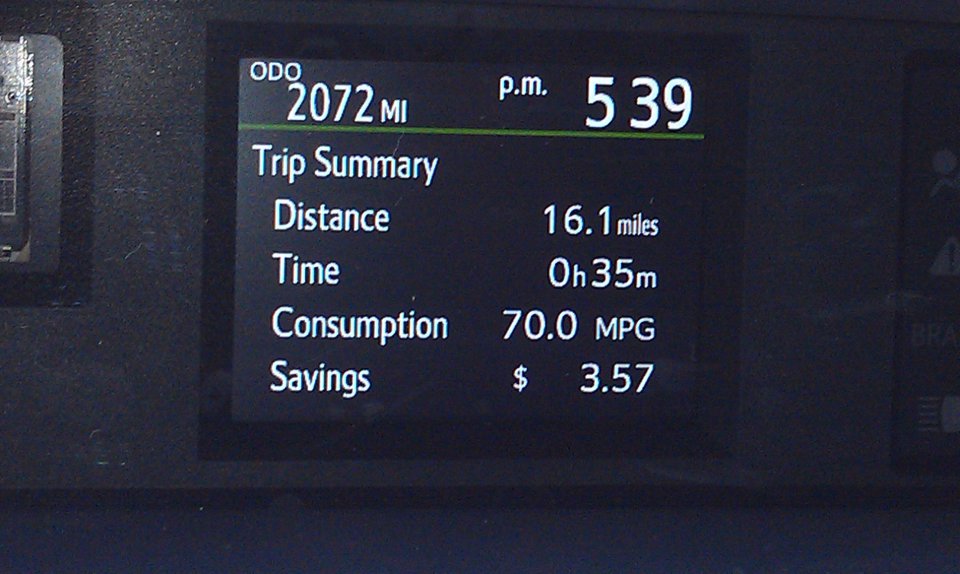 ODO
2072 MI p.m. 5 39
Trip Summary
Distance 16.1 miles
Time 0h 35m
Consumption 70.0 MPG
Savings $ 3.57
BRA